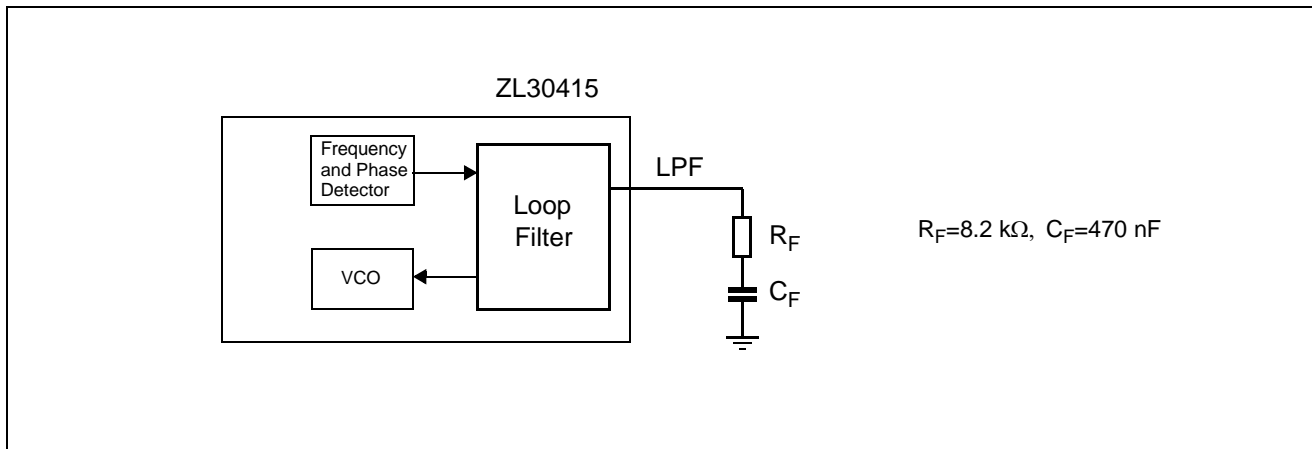 ZL30415
Frequency
and Phase
Detector
LPF
Loop
Filter
VCO
R_F
C_F
R_F=8.2 kΩ, C_F=470 nF